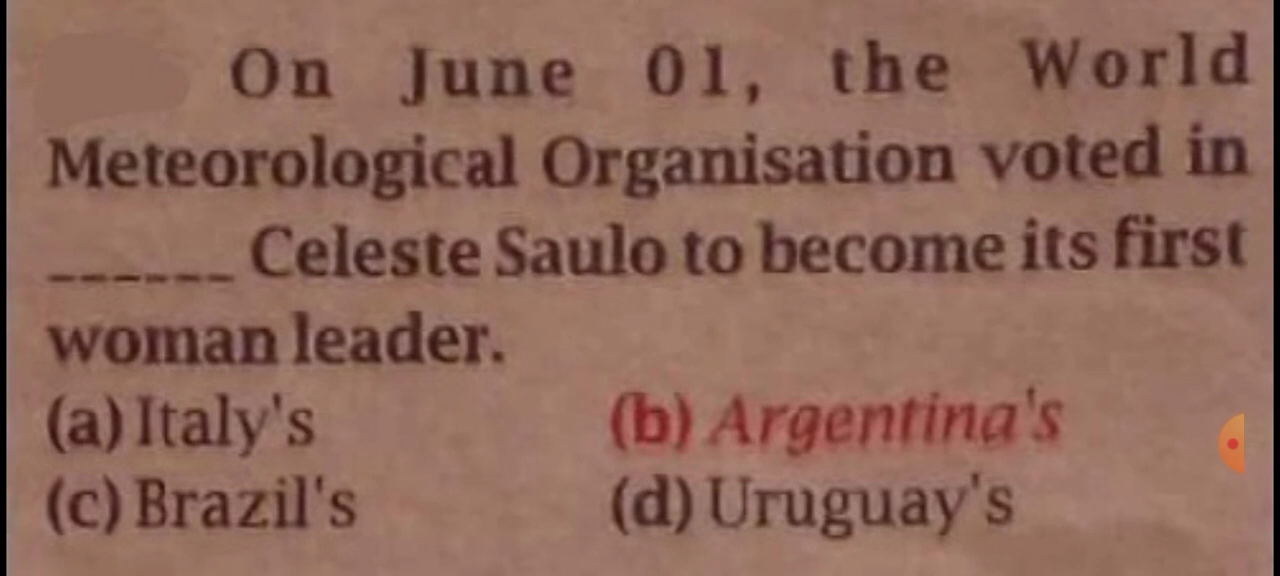 On June 01, the World
Meteorological Organisation voted in
______ Celeste Saulo to become its first
woman leader.
(a) Italy's (b) Argentina's
(c) Brazil's (d) Uruguay's